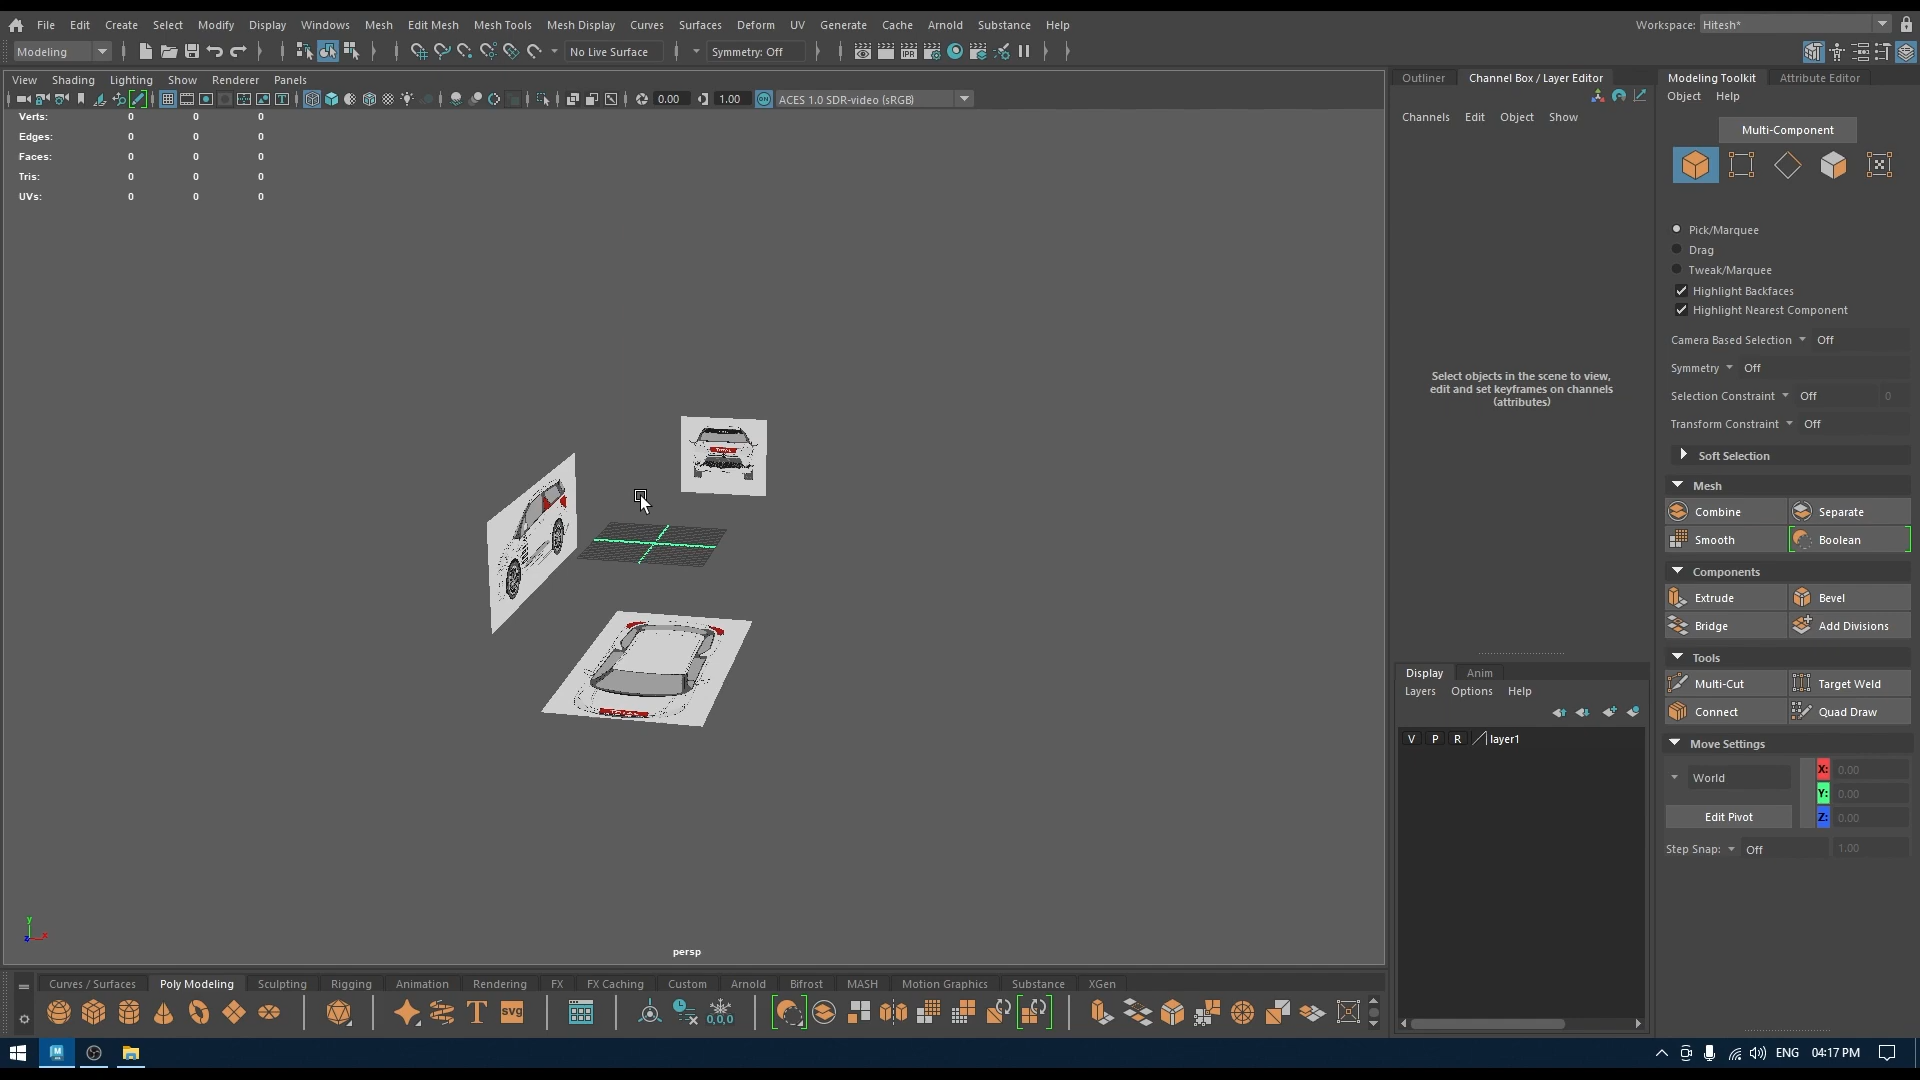 File Edit Create Select Modify Display Windows Mesh Edit Mesh Mesh Tools Mesh Display Curves Surfaces Deform UV Generate Cache Arnold Substance Help Workspace: Hitesh*
Modeling No Live Surface Symmetry: Off
View Shading Lighting Show Renderer Panels
0.00 1.00 ON ACES 1.0 SDR-video (sRGB)
Verts: 0 0 0
Edges: 0 0 0
Faces: 0 0 0
Tris: 0 0 0
UVs: 0 0 0
persp
Outliner Channel Box / Layer Editor
Channels Edit Object Show
Select objects in the scene to view,
edit and set keyframes on channels
(attributes)
Display Anim
Layers Options Help
V P R layer1
Modeling Toolkit Attribute Editor
Object Help
Multi-Component
Pick/Marquee
Drag
Tweak/Marquee
Highlight Backfaces
Highlight Nearest Component
Camera Based Selection Off
Symmetry Off
Selection Constraint Off 0
Transform Constraint Off
Soft Selection
Mesh
Combine Separate
Smooth Boolean
Components
Extrude Bevel
Bridge Add Divisions
Tools
Multi-Cut Target Weld
Connect Quad Draw
Move Settings
World X: 0.00
Y: 0.00
Edit Pivot Z: 0.00
Step Snap: Off 1.00
Curves / Surfaces Poly Modeling Sculpting Rigging Animation Rendering FX FX Caching Custom Arnold Bifrost MASH Motion Graphics Substance XGen
T svg 0,0,0
M ENG 04:17 PM